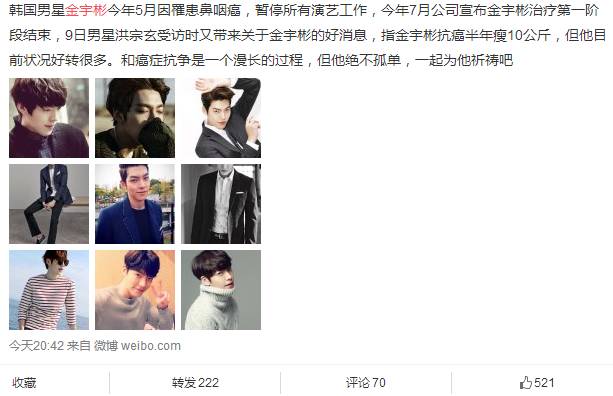 韩国男星金宇彬今年5月因罹患鼻咽癌，暂停所有演艺工作，今年7月公司宣布金宇彬治疗第一阶
段结束，9日男星洪宗玄受访时又带来关于金宇彬的好消息，指金宇彬抗癌半年瘦10公斤，但他目
前状况好转很多。和癌症抗争是一个漫长的过程，但他绝不孤单，一起为他祈祷吧
今天20:42 来自 微博 weibo.com
收藏 转发 222 评论 70 521